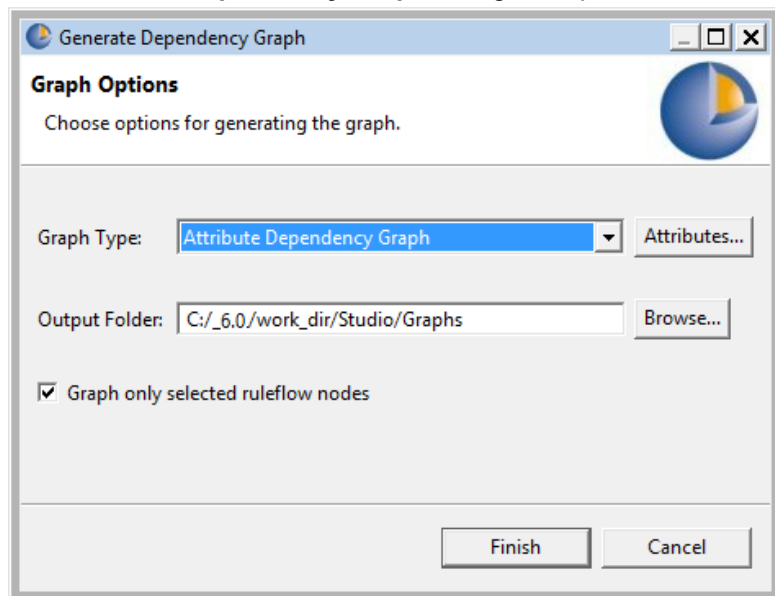 Generate Dependency Graph
Graph Options
Choose options for generating the graph.
Graph Type: Attribute Dependency Graph Attributes...
Output Folder: C:/_6.0/work_dir/Studio/Graphs Browse...
Graph only selected ruleflow nodes
Finish Cancel